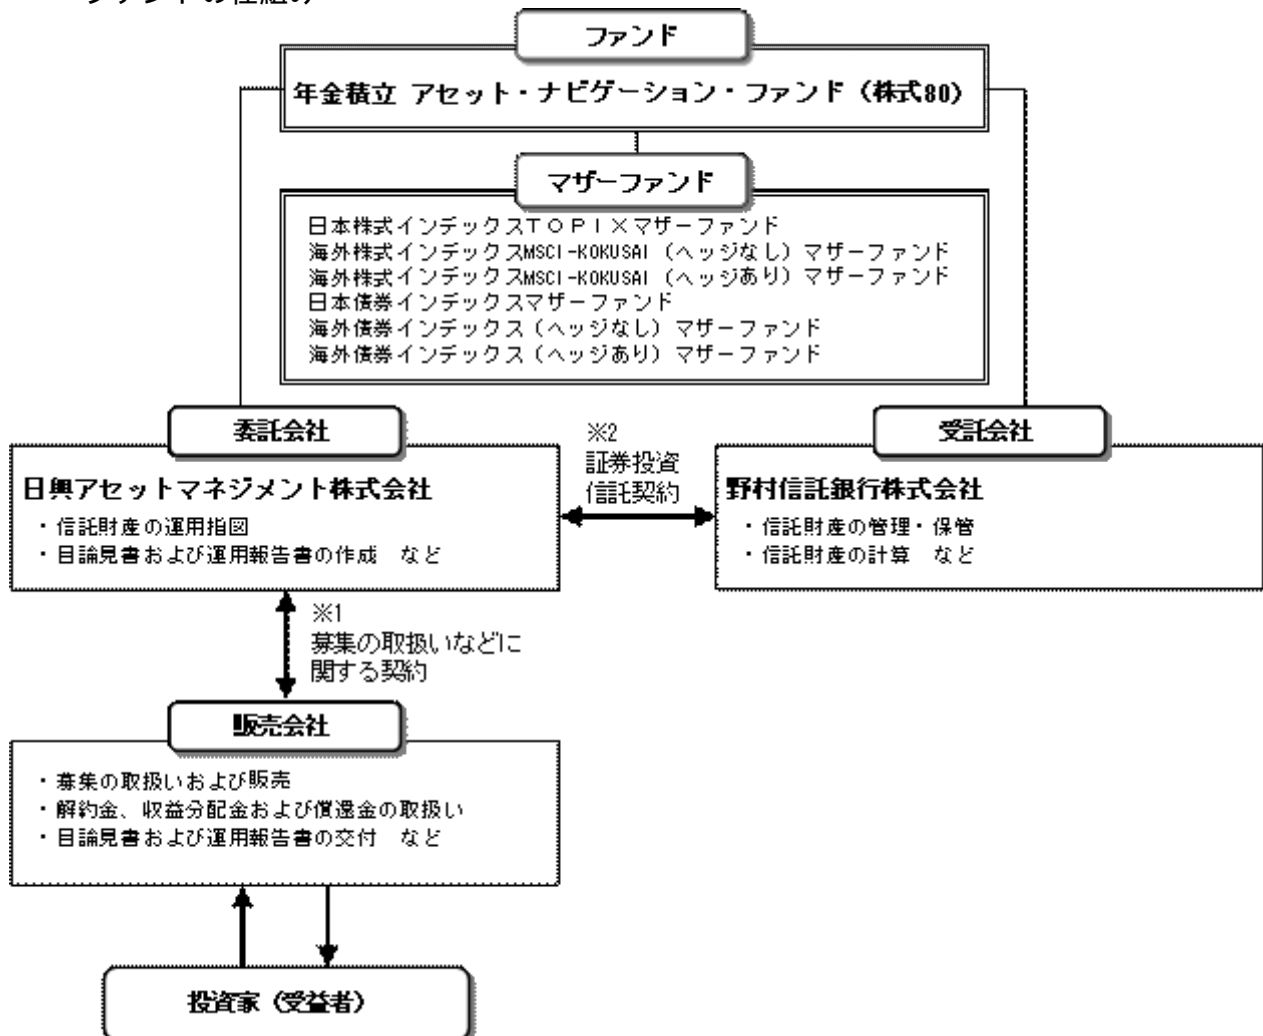 ファンドの仕組み
ファンド
年金積立 アセット・ナビゲーション・ファンド（株式80）
マザーファンド
日本株式インデックスＴＯＰＩＸマザーファンド
海外株式インデックスMSCI-KOKUSAI（ヘッジなし）マザーファンド
海外株式インデックスMSCI-KOKUSAI（ヘッジあり）マザーファンド
日本債券インデックスマザーファンド
海外債券インデックス（ヘッジなし）マザーファンド
海外債券インデックス（ヘッジあり）マザーファンド
委託会社
日興アセットマネジメント株式会社
・信託財産の運用指図
・目論見書および運用報告書の作成　など
※2
証券投資
信託契約
受託会社
野村信託銀行株式会社
・信託財産の管理・保管
・信託財産の計算　など
※1
募集の取扱いなどに
関する契約
販売会社
・募集の取扱いおよび販売
・解約金、収益分配金および償還金の取扱い
・目論見書および運用報告書の交付　など
投資家（受益者）